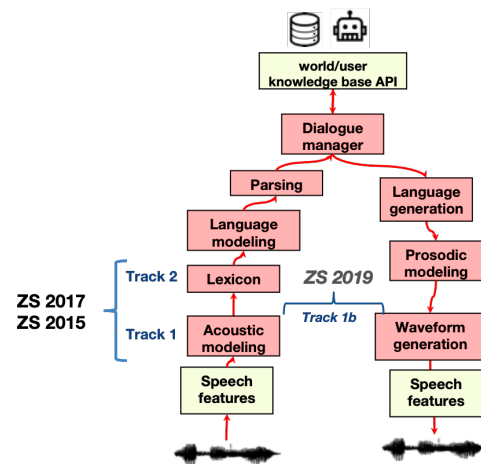 world/user
knowledge base API
Dialogue
manager
Parsing
Language
generation
Language
modeling
Prosodic
modeling
Track 2
Lexicon
ZS 2019
ZS 2017
ZS 2015
Track 1
Acoustic
modeling
Track 1b
Waveform
generation
Speech
features
Speech
features